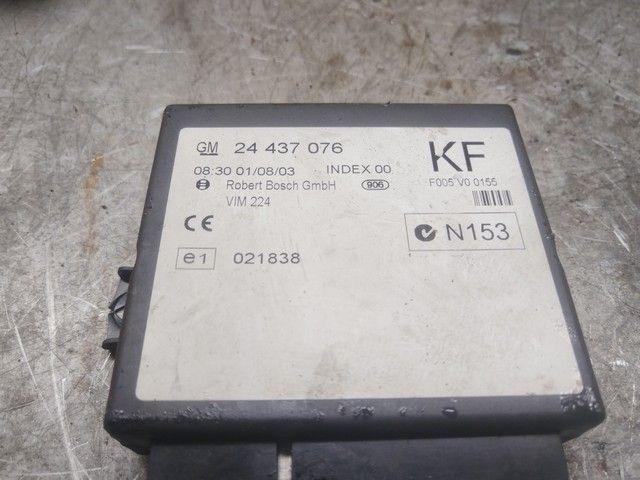 GM 24 437 076 KF
08:30 01/08/03 INDEX 00
Robert Bosch GmbH 906 F005 V0 0155
VIM 224
CE
N153
e1 021838